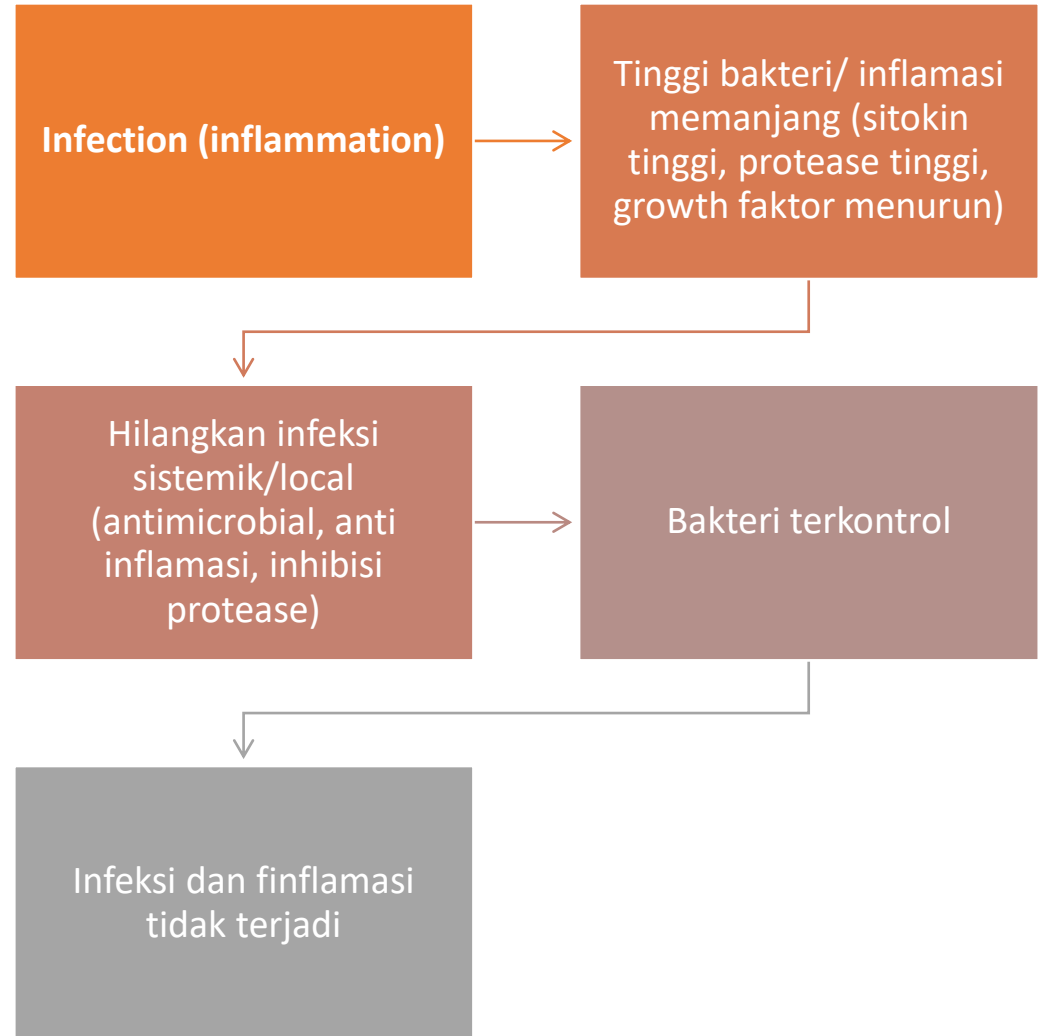 Infection (inflammation)
Tinggi bakteri/ inflamasi
memanjang (sitokin
tinggi, protease tinggi,
growth faktor menurun)
Hilangkan infeksi
sistemik/local
(antimicrobial, anti
inflamasi, inhibisi
protease)
Bakteri terkontrol
Infeksi dan finflamasi
tidak terjadi